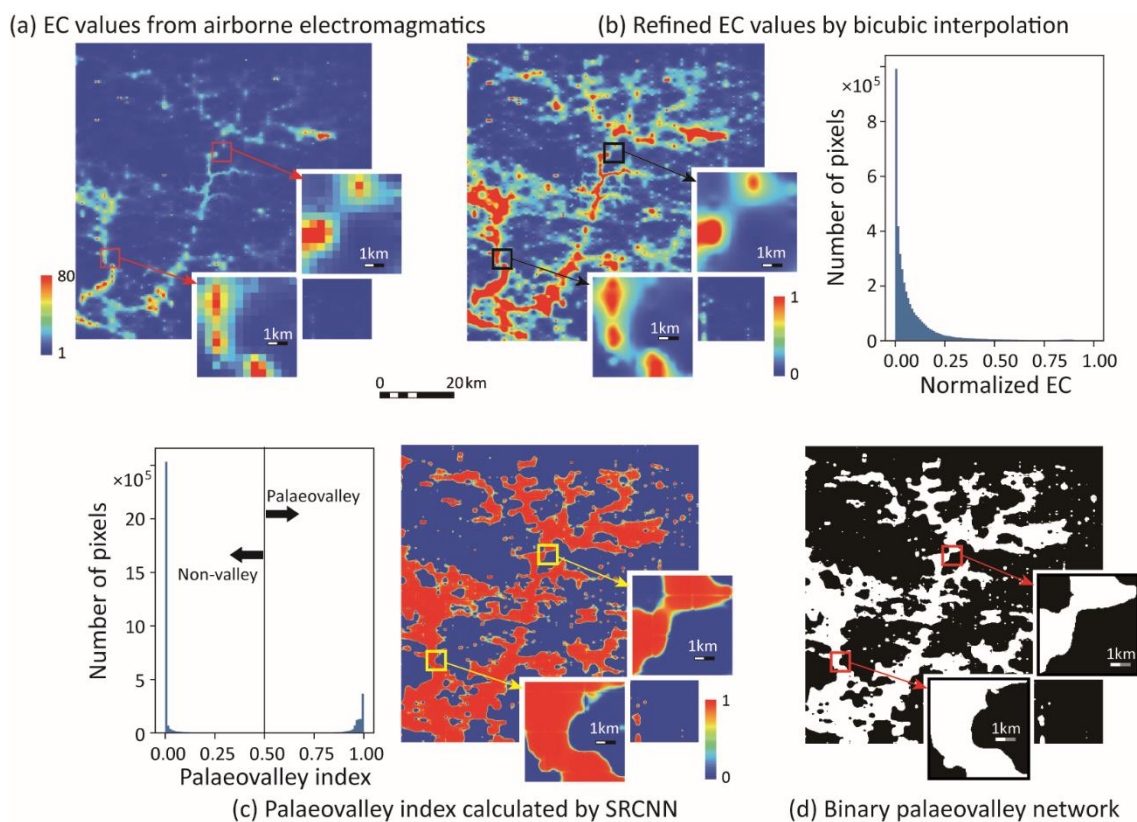 (a) EC values from airborne electromagmatics
(b) Refined EC values by bicubic interpolation
80
1
1km
1km
0 20 km
1km
1km
1
0
×10⁵
8
6
4
2
0
Number of pixels
0.00 0.25 0.50 0.75 1.00
Normalized EC
×10⁵
20
15
10
5
0
Number of pixels
Palaeovalley
Non-valley
0.00 0.25 0.50 0.75 1.00
Palaeovalley index
1km
1km
1
0
1km
1km
(c) Palaeovalley index calculated by SRCNN
(d) Binary palaeovalley network